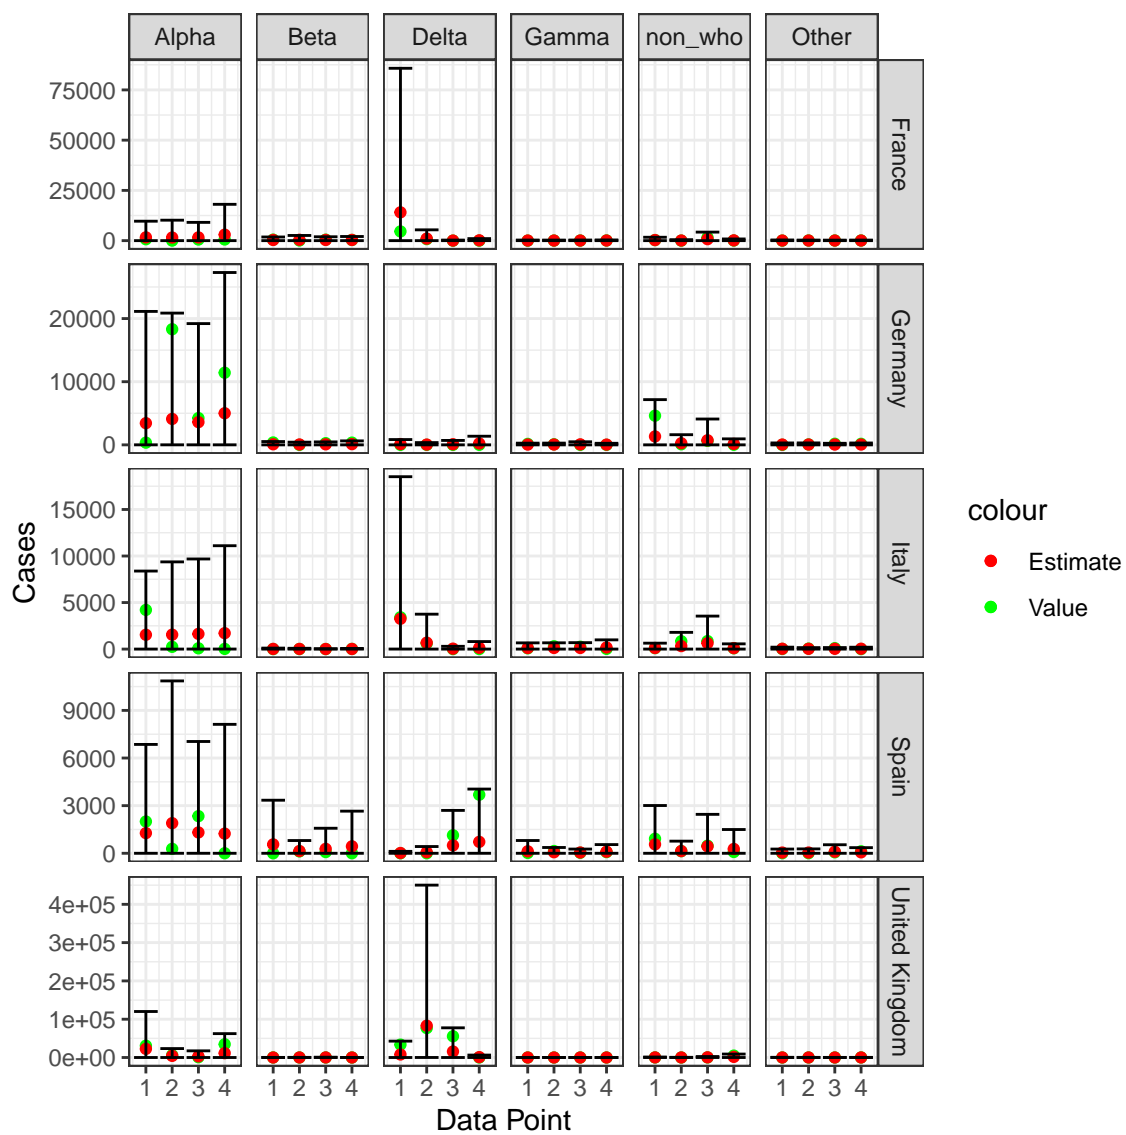 Alpha Beta Delta Gamma non_who Other
75000
50000
25000
0
France
20000
10000
0
Germany
15000
10000
5000
0
Italy
9000
6000
3000
0
Spain
4e+05
3e+05
2e+05
1e+05
0e+00
United Kingdom
1 2 3 4 1 2 3 4 1 2 3 4 1 2 3 4 1 2 3 4 1 2 3 4
Data Point
Cases
colour
Estimate
Value